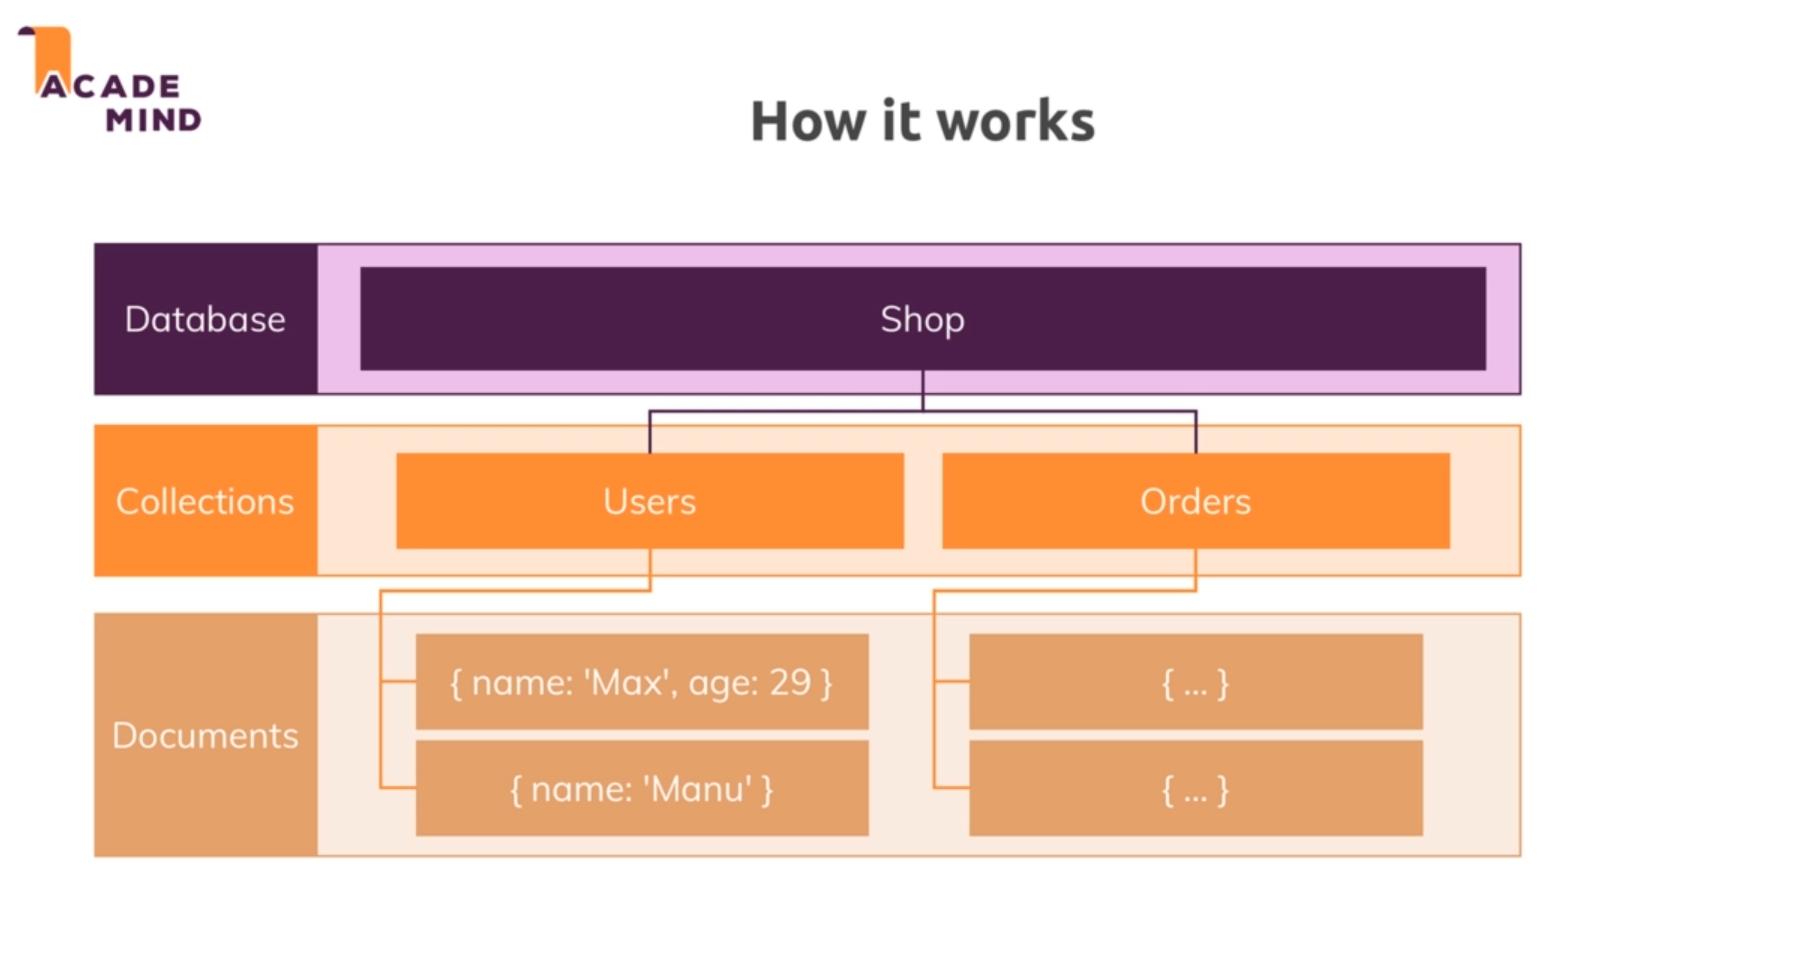 ACADE
MIND
How it works
Database
Shop
Collections
Users
Orders
Documents
{ name: 'Max', age: 29 }
{ ... }
{ name: 'Manu' }
{ ... }